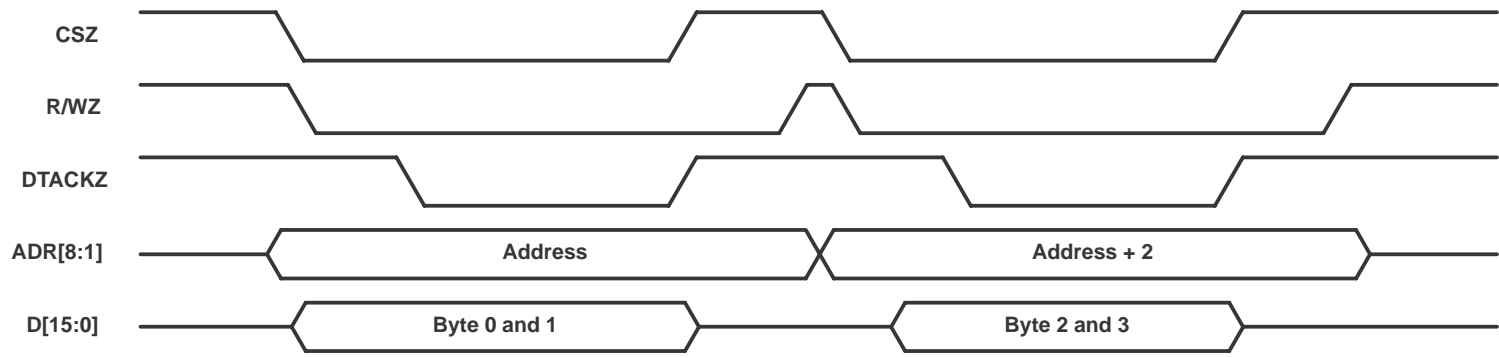 CSZ
R/WZ
DTACKZ
ADR[8:1] Address Address + 2
D[15:0] Byte 0 and 1 Byte 2 and 3